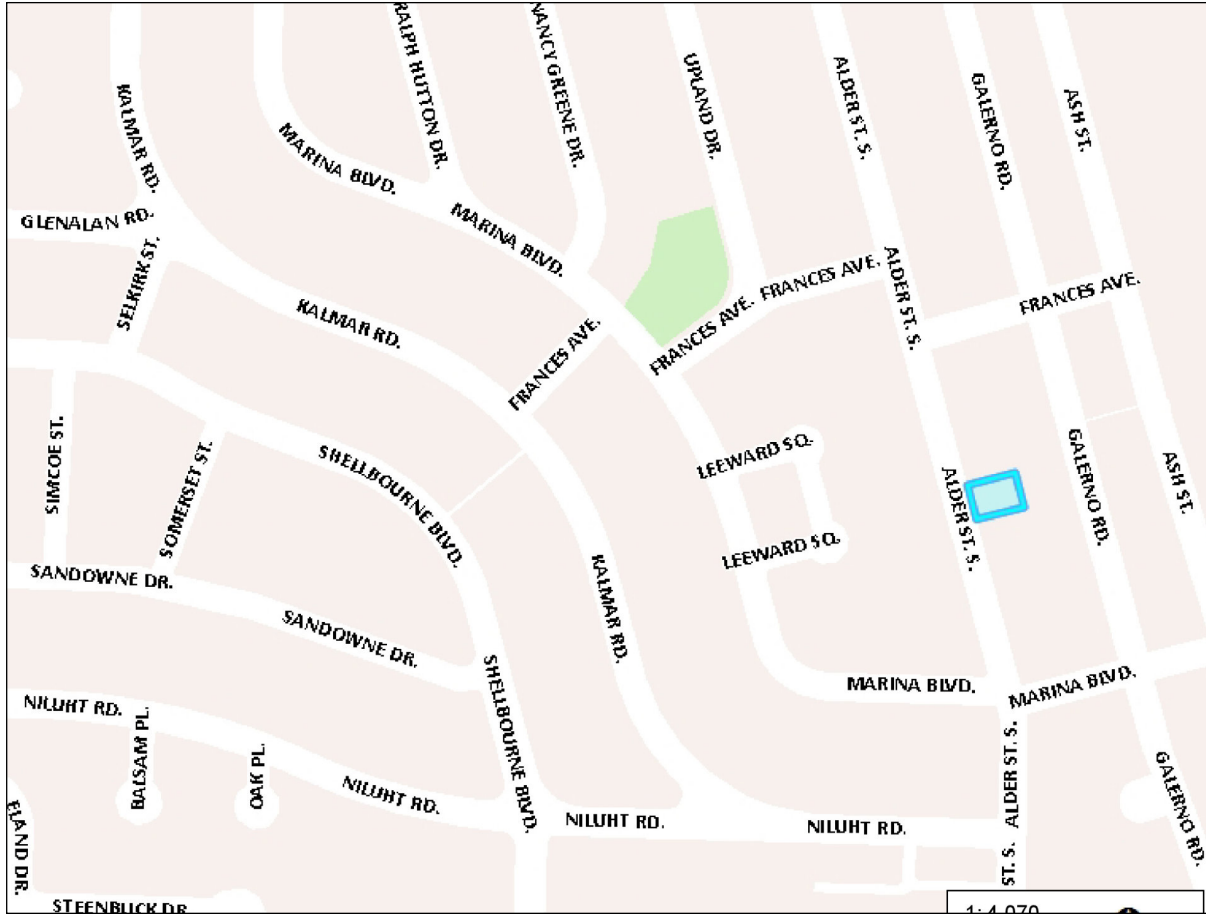 RALPH HUTTON DR.
NANCY GREENE DR.
UPLAND DR.
ALDER ST. S.
GALERNO RD.
ASH ST.
KALMAR RD.
MARINA BLVD.
GLENALAN RD.
MARINA BLVD.
SELKIRK ST.
KALMAR RD.
FRANCES AVE.
FRANCES AVE.
FRANCES AVE.
ALDER ST. S.
FRANCES AVE.
SIMCOE ST.
SOMERSET ST.
SHELLBOURNE BLVD.
LEEWARD SQ.
ALDER ST. S.
GALERNO RD.
ASH ST.
LEEWARD SQ.
SANDOWNE DR.
SANDOWNE DR.
KALMAR RD.
SHELLBOURNE BLVD.
MARINA BLVD.
MARINA BLVD.
NILUHT RD.
BALSAM PL.
OAK PL.
NILUHT RD.
NILUHT RD.
NILUHT RD.
ALDER ST. S.
GALERNO RD.
ELAND DR.
ST. S.
STEENBUCK DR
1: 4,070